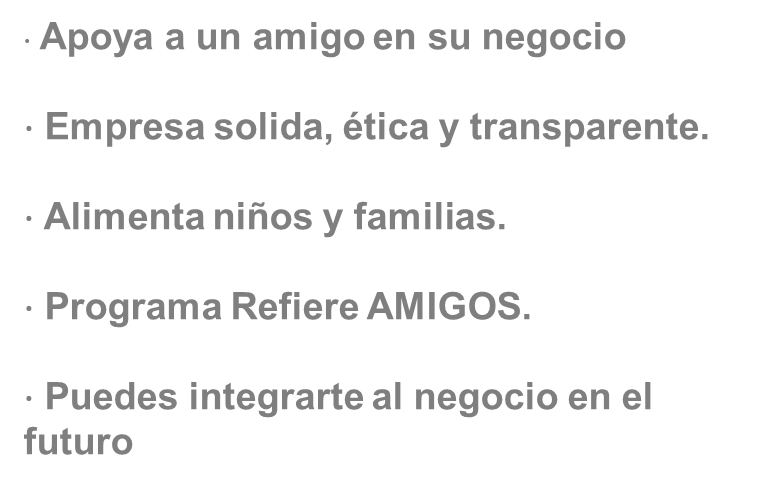 · Apoya a un amigo en su negocio
· Empresa solida, ética y transparente.
· Alimenta niños y familias.
· Programa Refiere AMIGOS.
· Puedes integrarte al negocio en el
futuro